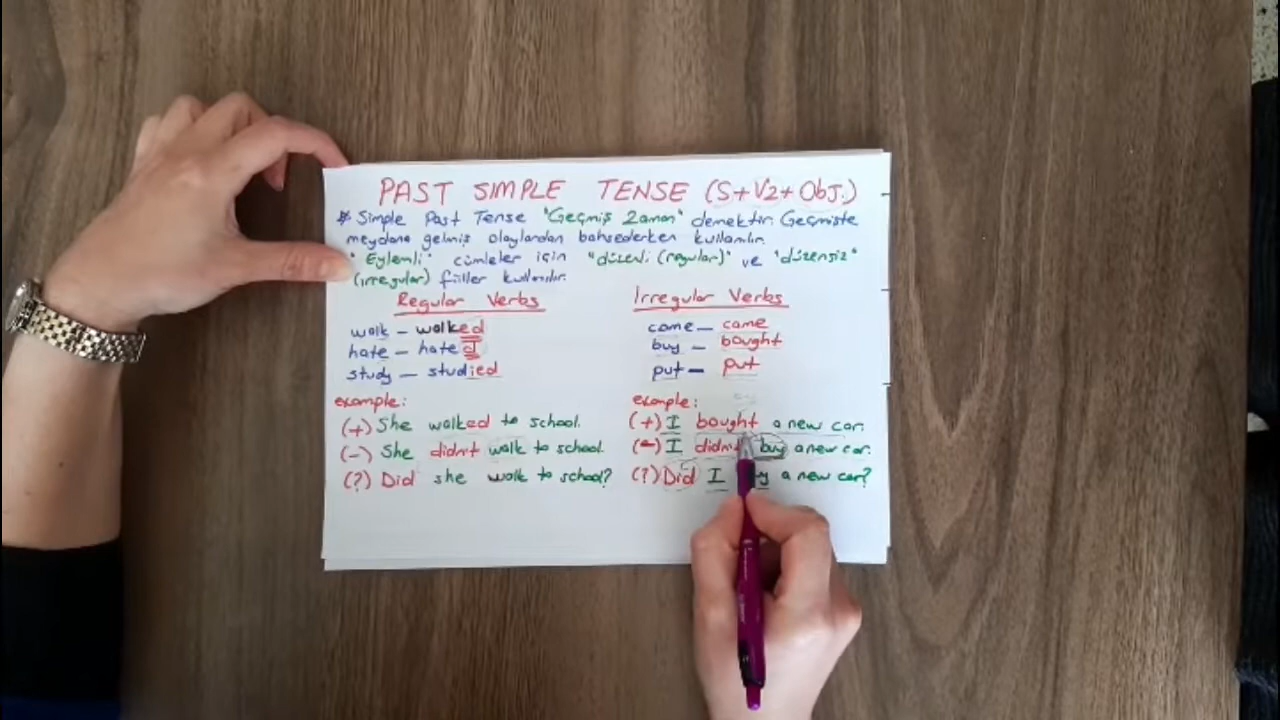 PAST SIMPLE TENSE (S+V2+Obj.)
* Simple Past Tense "Geçmiş Zaman" demektir. Geçmişte
meydana gelmiş olaylardan bahsederken kullanılır.
* "Eylemli" cümleler için "düzenli (regular)" ve "düzensiz"
(irregular) fiiller kullanılır.
Regular Verbs
walk - walked
hate - hated
study - studied
example:
(+) She walked to school.
(-) She didn't walk to school.
(?) Did she walk to school?
Irregular Verbs
come - came
buy - bought
put - put
example:
(+) I bought a new car.
(-) I didn't buy a new car.
(?) Did I buy a new car?